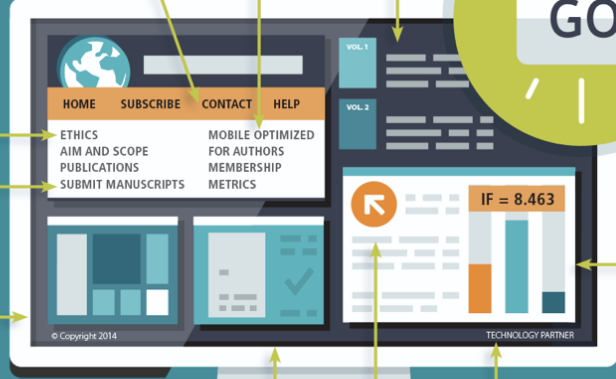 GO
VOL. 1
HOME SUBSCRIBE CONTACT HELP
VOL. 2
ETHICS MOBILE OPTIMIZED
AIM AND SCOPE FOR AUTHORS
PUBLICATIONS MEMBERSHIP
SUBMIT MANUSCRIPTS METRICS
IF = 8.463
© Copyright 2014
TECHNOLOGY PARTNER